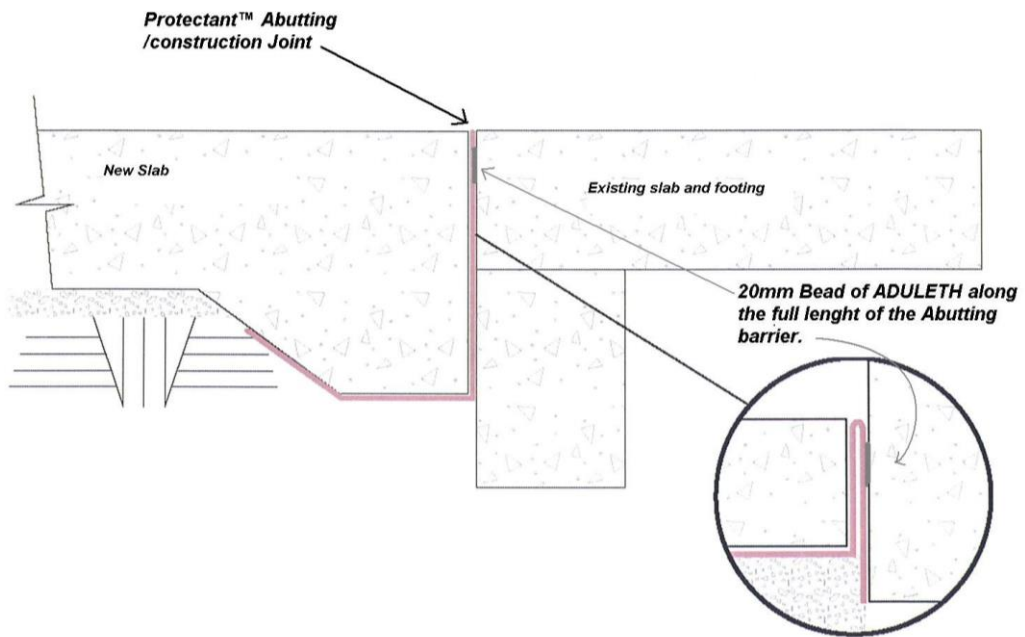 Protectant™ Abutting
/construction Joint
New Slab
Existing slab and footing
20mm Bead of ADULETH along
the full lenght of the Abutting
barrier.